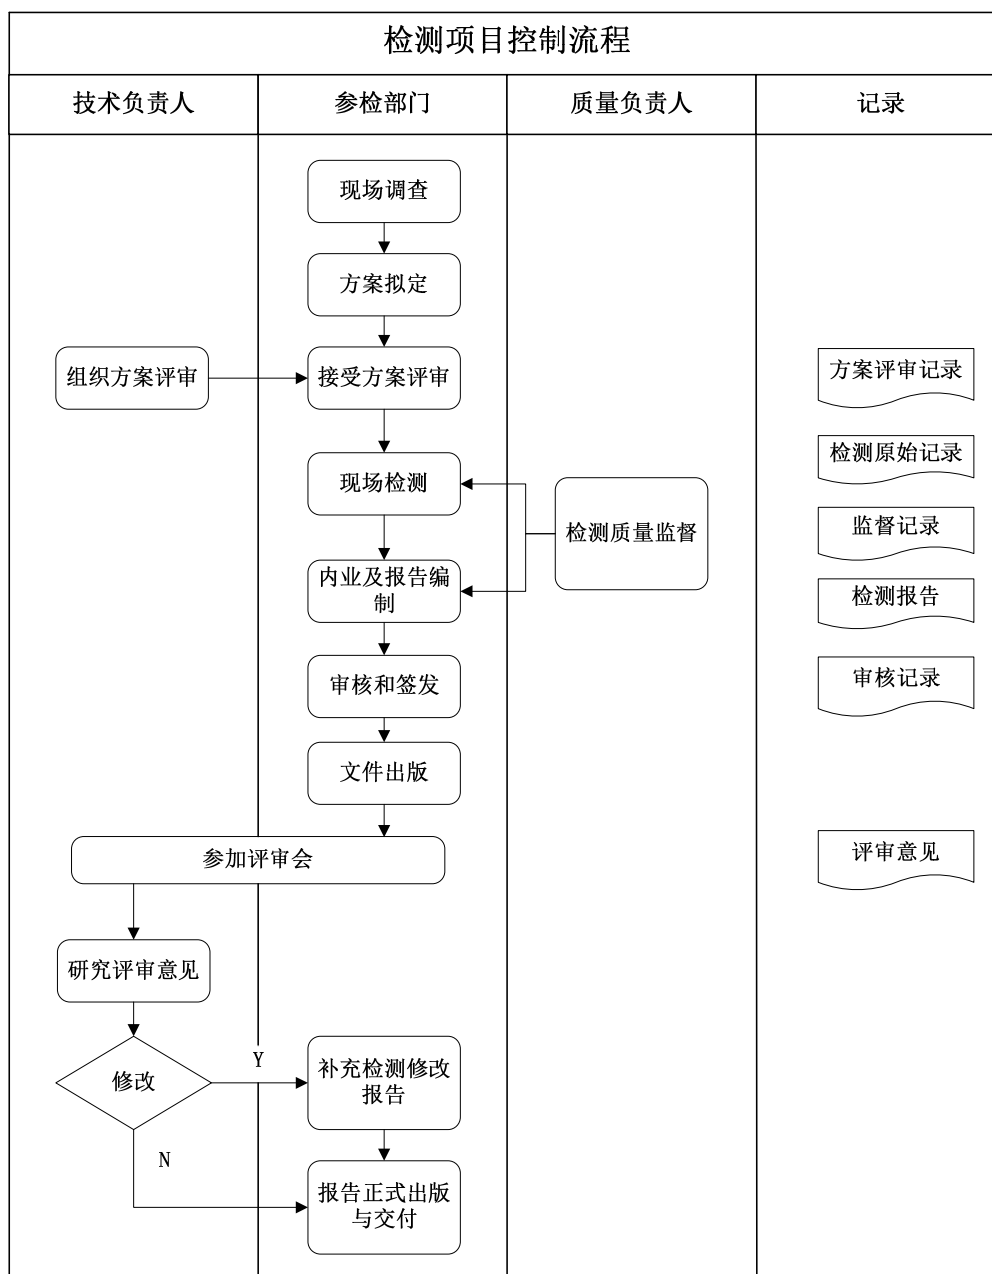 检测项目控制流程
技术负责人
参检部门
质量负责人
记录
现场调查
方案拟定
组织方案评审
接受方案评审
方案评审记录
现场检测
检测原始记录
检测质量监督
监督记录
内业及报告编
制
检测报告
审核和签发
审核记录
文件出版
参加评审会
评审意见
研究评审意见
修改
Y
补充检测修改
报告
N
报告正式出版
与交付